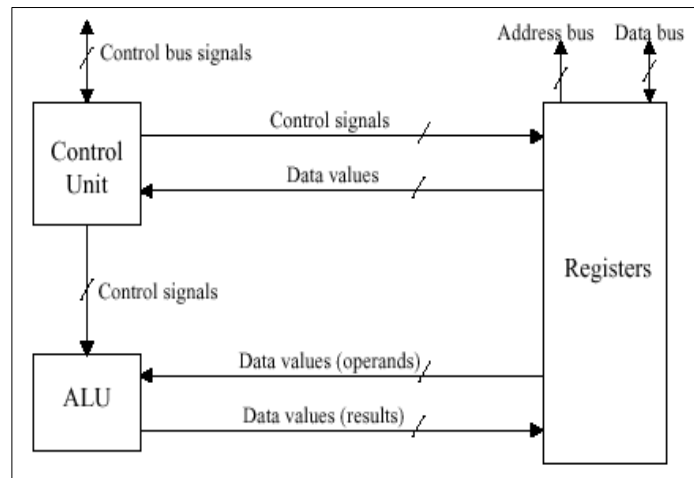 Address bus
Data bus
Control bus signals
Control signals
Control
Unit
Data values
Registers
Control signals
Data values (operands)
ALU
Data values (results)